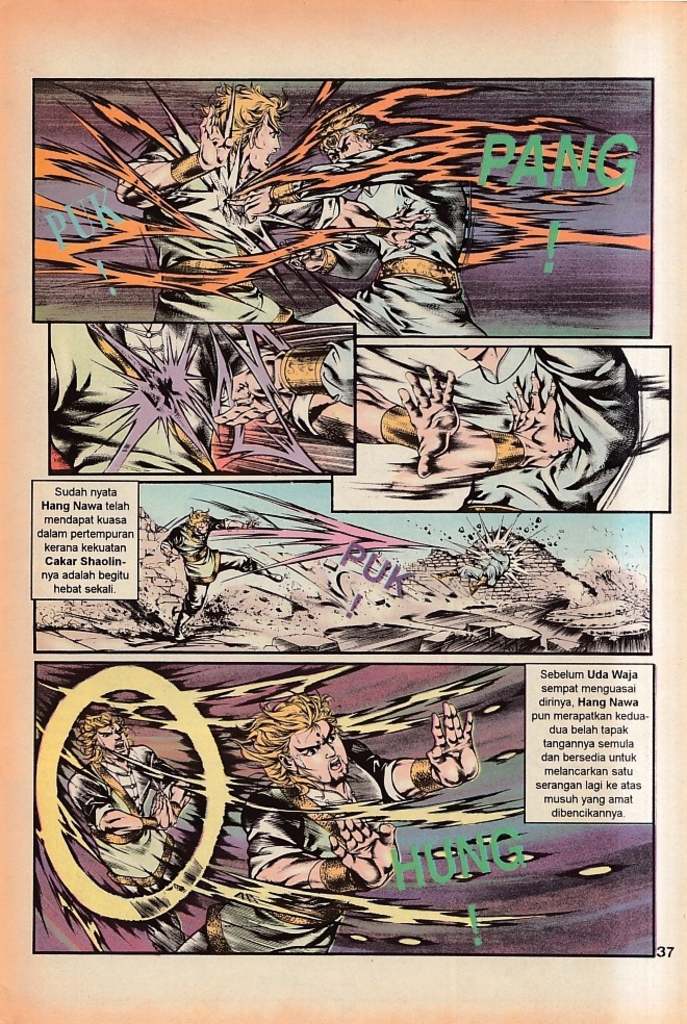 PUK !
PANG !
Sudah nyata
Hang Nawa telah
mendapat kuasa
dalam pertempuran
kerana kekuatan
Cakar Shaolin-
nya adalah begitu
hebat sekali.
PUK !
Sebelum Uda Waja
sempat menguasai
dirinya, Hang Nawa
pun merapatkan kedua-
dua belah tapak
tangannya semula
dan bersedia untuk
melancarkan satu
serangan lagi ke atas
musuh yang amat
dibencikannya.
HUNG !
37